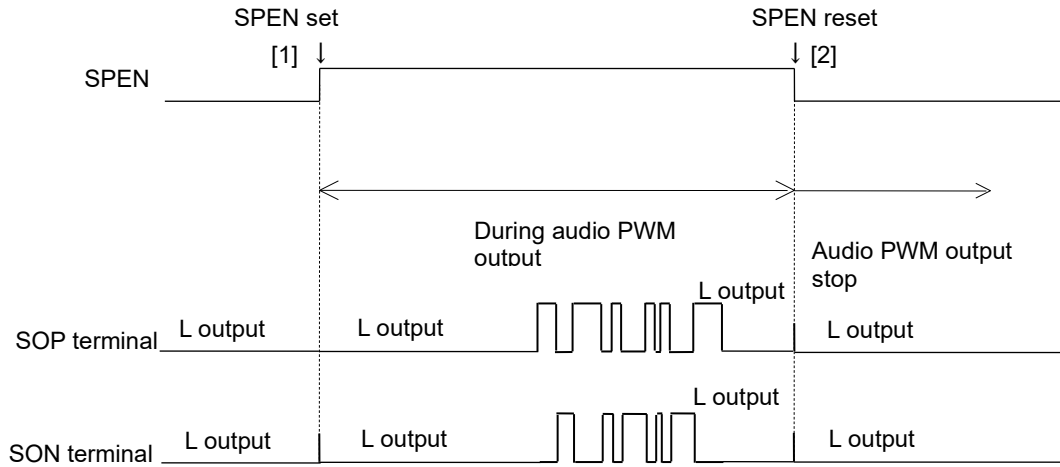 SPEN set
SPEN reset
[1] ↓
↓ [2]
SPEN
During audio PWM
output
Audio PWM output
stop
L output
SOP terminal
L output
L output
L output
L output
SON terminal
L output
L output
L output